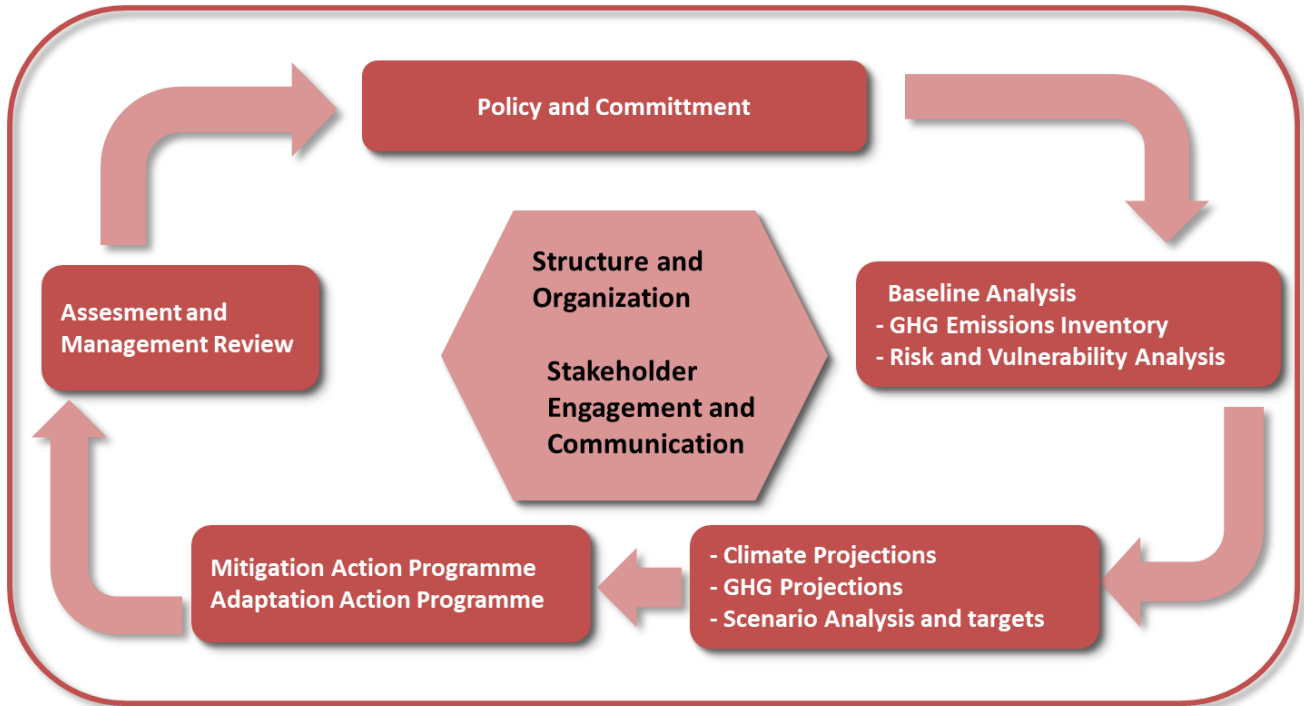 Policy and Committment
Baseline Analysis
- GHG Emissions Inventory
- Risk and Vulnerability Analysis
- Climate Projections
- GHG Projections
- Scenario Analysis and targets
Mitigation Action Programme
Adaptation Action Programme
Assesment and
Management Review
Structure and
Organization
Stakeholder
Engagement and
Communication